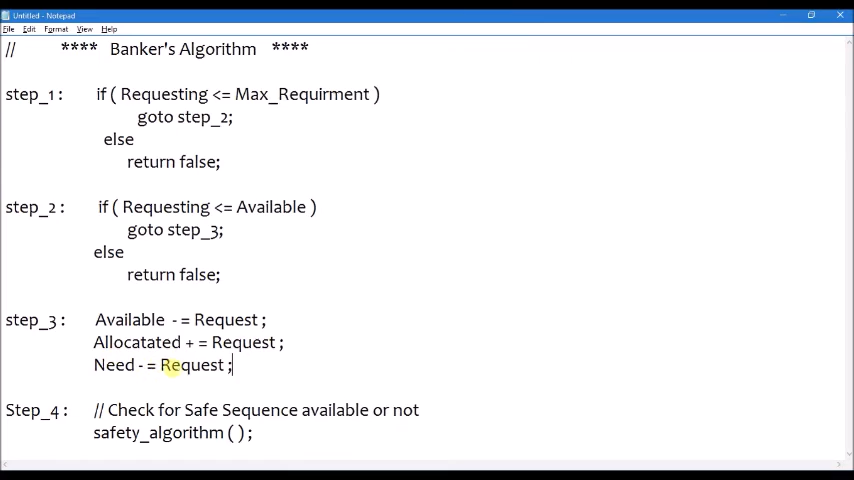 Untitled - Notepad
File Edit Format View Help
// **** Banker's Algorithm ****
step_1 : if ( Requesting <= Max_Requirment )
goto step_2;
else
return false;
step_2 : if ( Requesting <= Available )
goto step_3;
else
return false;
step_3 : Available - = Request ;
Allocatated + = Request ;
Need - = Request ;
Step_4 : // Check for Safe Sequence available or not
safety_algorithm ( ) ;